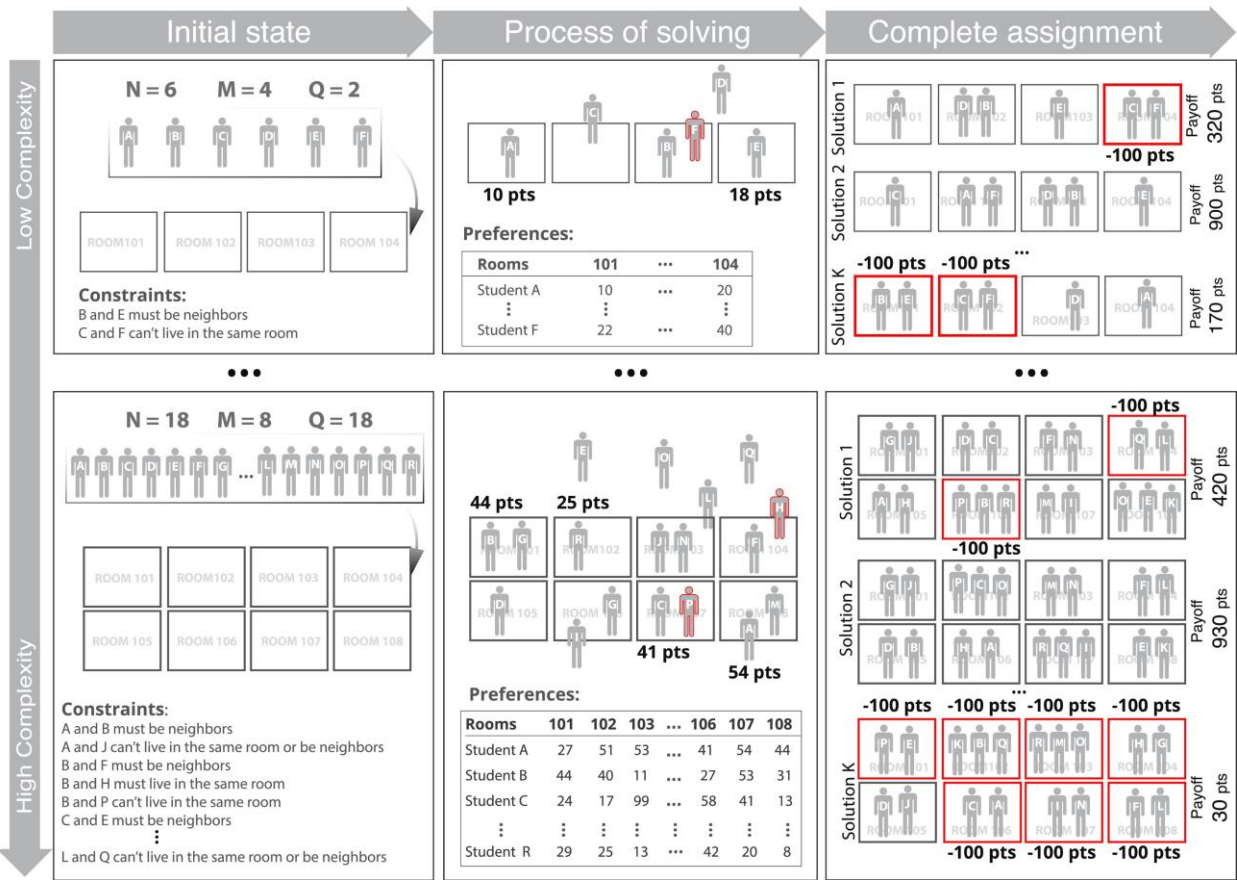 Initial state
Process of solving
Complete assignment
Low Complexity
N = 6 M = 4 Q = 2
A B C D E F
ROOM101 ROOM 102 ROOM103 ROOM 104
Constraints:
B and E must be neighbors
C and F can't live in the same room
D
C
F
A B E
10 pts 18 pts
Preferences:
Rooms 101 ... 104
Student A 10 ... 20
Student F 22 ... 40
Solution 1
A D B E C F
-100 pts
Payoff
320 pts
Solution 2
C A F D B E
Payoff
900 pts
...
-100 pts -100 pts
Solution K
B E C F D A
Payoff
170 pts
... ... ...
High Complexity
N = 18 M = 8 Q = 18
A B C D E F G ... L M N O P Q R
ROOM 101 ROOM102 ROOM 103 ROOM 104
ROOM 105 ROOM 106 ROOM 107 ROOM 108
Constraints:
A and B must be neighbors
A and J can't live in the same room or be neighbors
B and F must be neighbors
B and H must live in the same room
B and P can't live in the same room
C and E must be neighbors
L and Q can't live in the same room or be neighbors
E O Q
L H
44 pts 25 pts
B G R J N F
D G C P M
I A
41 pts
54 pts
Preferences:
Rooms 101 102 103 ... 106 107 108
Student A 27 51 53 ... 41 54 44
Student B 44 40 11 ... 27 53 31
Student C 24 17 99 ... 58 41 13
Student R 29 25 13 ... 42 20 8
-100 pts
Solution 1
G J D C F N Q L
A H P B R M I O E K
-100 pts
Payoff
420 pts
Solution 2
G J P C O M N F L
D B H A R Q I E K
Payoff
930 pts
...
-100 pts -100 pts -100 pts -100 pts
Solution K
P E K B Q R M O H G
D J C A I N F L
-100 pts -100 pts -100 pts
Payoff
30 pts